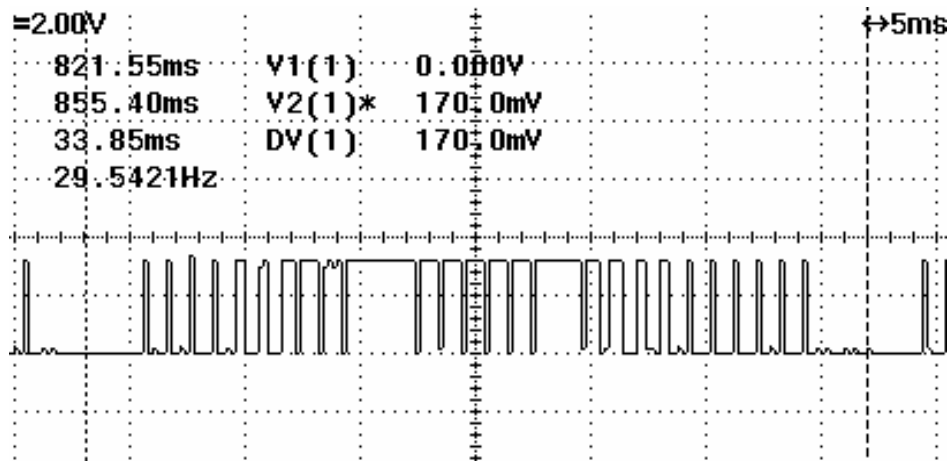 =2.00V ↔5ms
821.55ms V1(1) 0.000V
855.40ms V2(1)* 170.0mV
33.85ms DV(1) 170.0mV
29.5421Hz